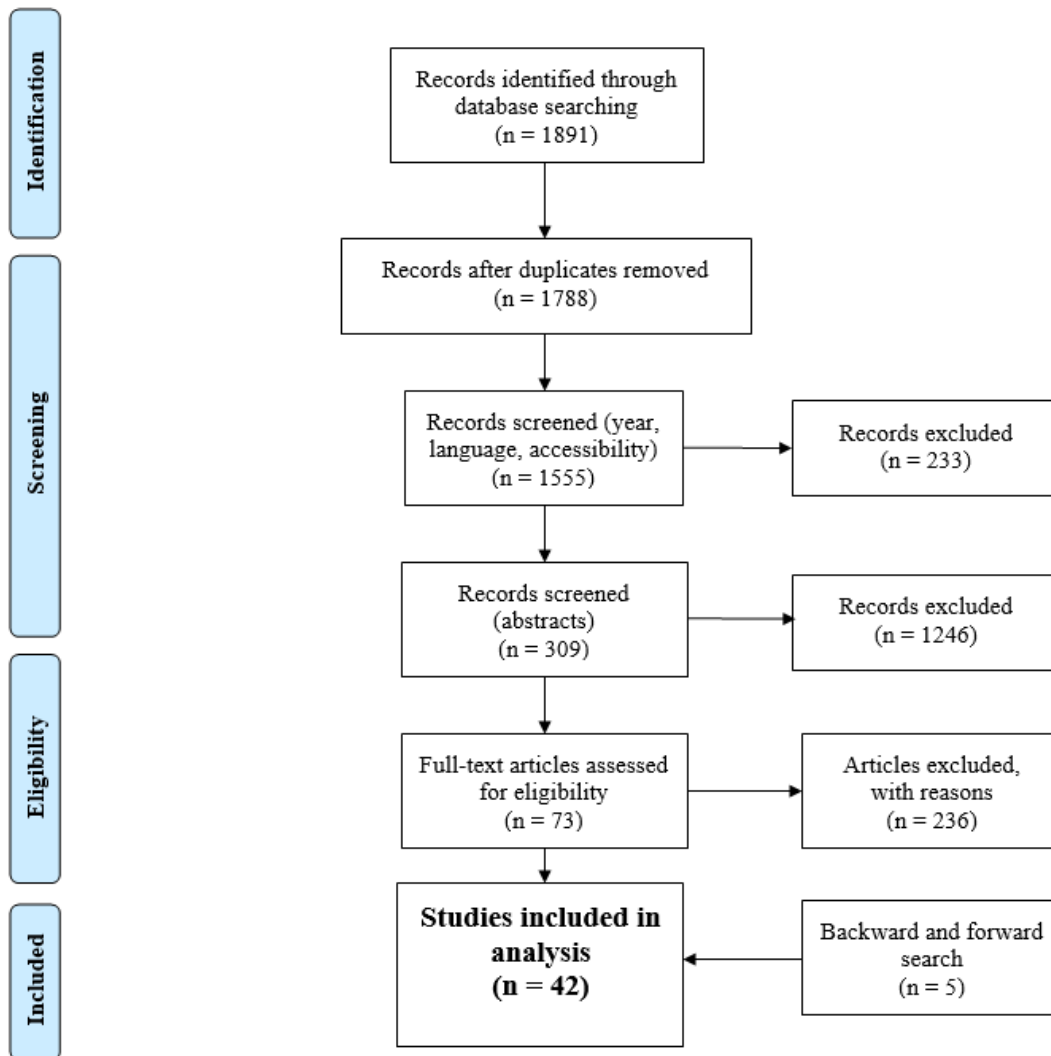 Identification
Records identified through
database searching
(n = 1891)
Records after duplicates removed
(n = 1788)
Screening
Records screened (year,
language, accessibility)
(n = 1555)
Records excluded
(n = 233)
Records screened
(abstracts)
(n = 309)
Records excluded
(n = 1246)
Eligibility
Full-text articles assessed
for eligibility
(n = 73)
Articles excluded,
with reasons
(n = 236)
Included
Studies included in
analysis
(n = 42)
Backward and forward
search
(n = 5)